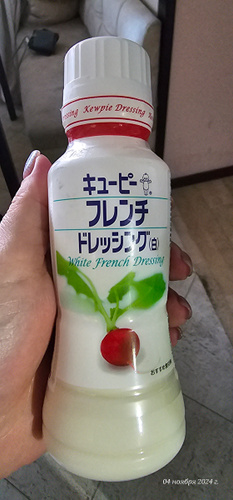 Kewpie Dressing
キユーピー
フレンチ
ドレッシング(白)
White French Dressing
04 ноября 2024 г.